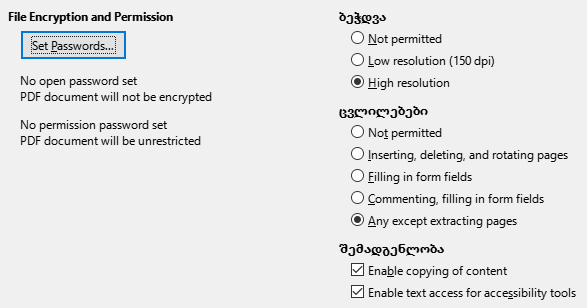 File Encryption and Permission
Set Passwords...
No open password set
PDF document will not be encrypted
No permission password set
PDF document will be unrestricted
ბეჭდვა
Not permitted
Low resolution (150 dpi)
High resolution
ცვლილებები
Not permitted
Inserting, deleting, and rotating pages
Filling in form fields
Commenting, filling in form fields
Any except extracting pages
შემადგენლობა
Enable copying of content
Enable text access for accessibility tools